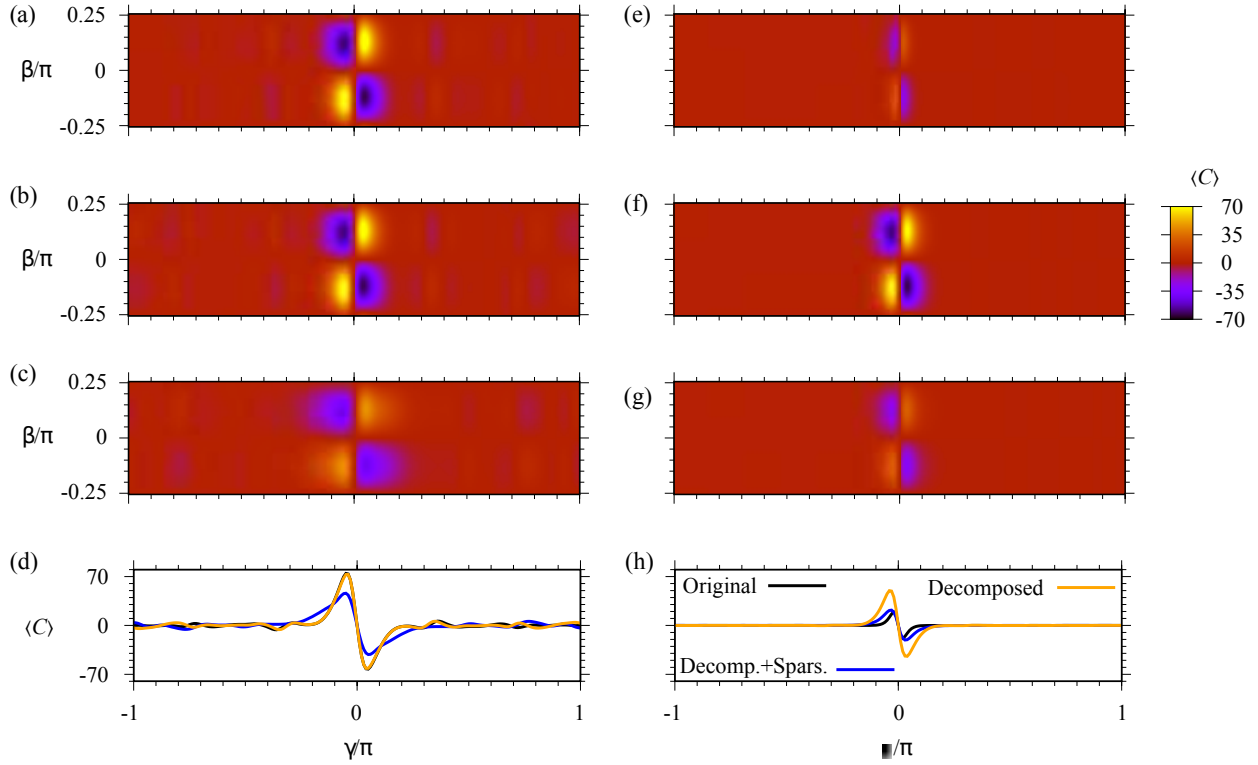 (a)
0.25
β/π
0
-0.25
(b)
0.25
β/π
0
-0.25
(c)
0.25
β/π
0
-0.25
(d)
70
⟨C⟩
0
-70
-1
0
1
γ/π
(e)
(f)
(g)
⟨C⟩
70
35
0
-35
-70
(h)
Original
Decomposed
Decomp.+Spars.
-1
0
1
/π